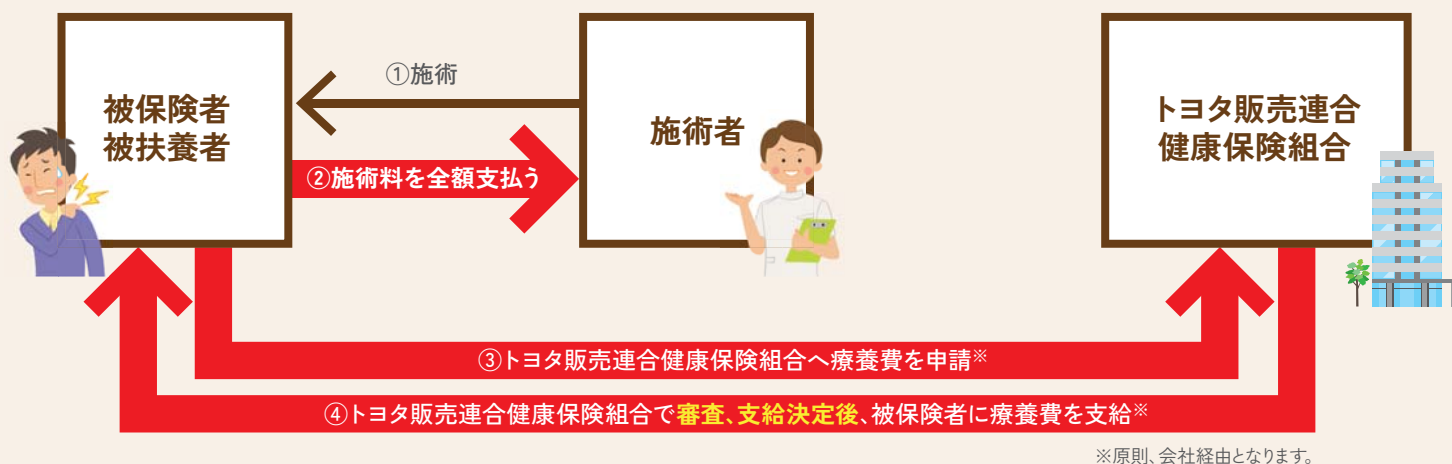 ①施術
被保険者
被扶養者
施術者
トヨタ販売連合
健康保険組合
②施術料を全額支払う
③トヨタ販売連合健康保険組合へ療養費を申請※
④トヨタ販売連合健康保険組合で審査、支給決定後、被保険者に療養費を支給※
※原則、会社経由となります。